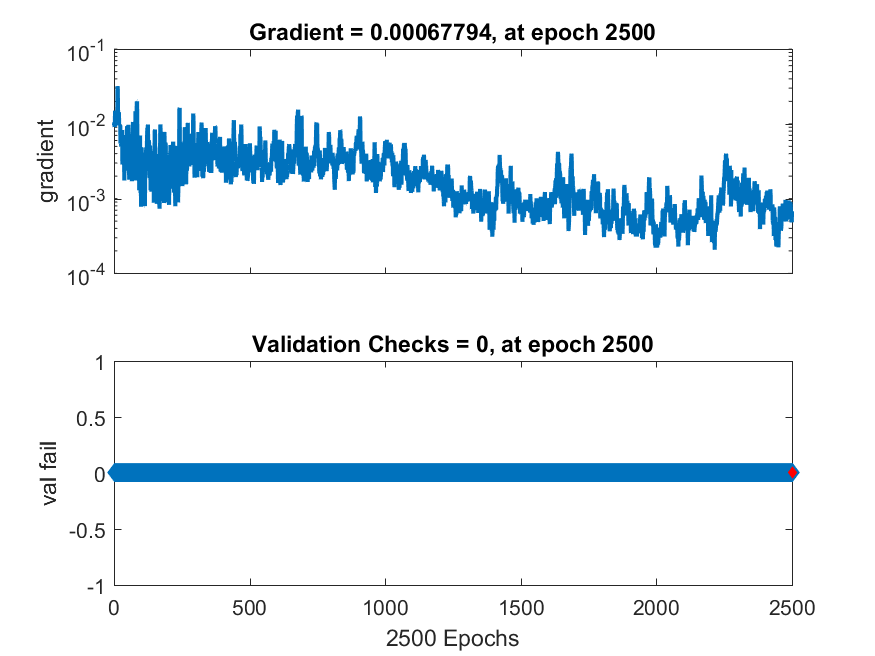 Gradient = 0.00067794, at epoch 2500
10^-1
10^-2
10^-3
10^-4
gradient
Validation Checks = 0, at epoch 2500
1
0.5
0
-0.5
-1
val fail
0 500 1000 1500 2000 2500
2500 Epochs